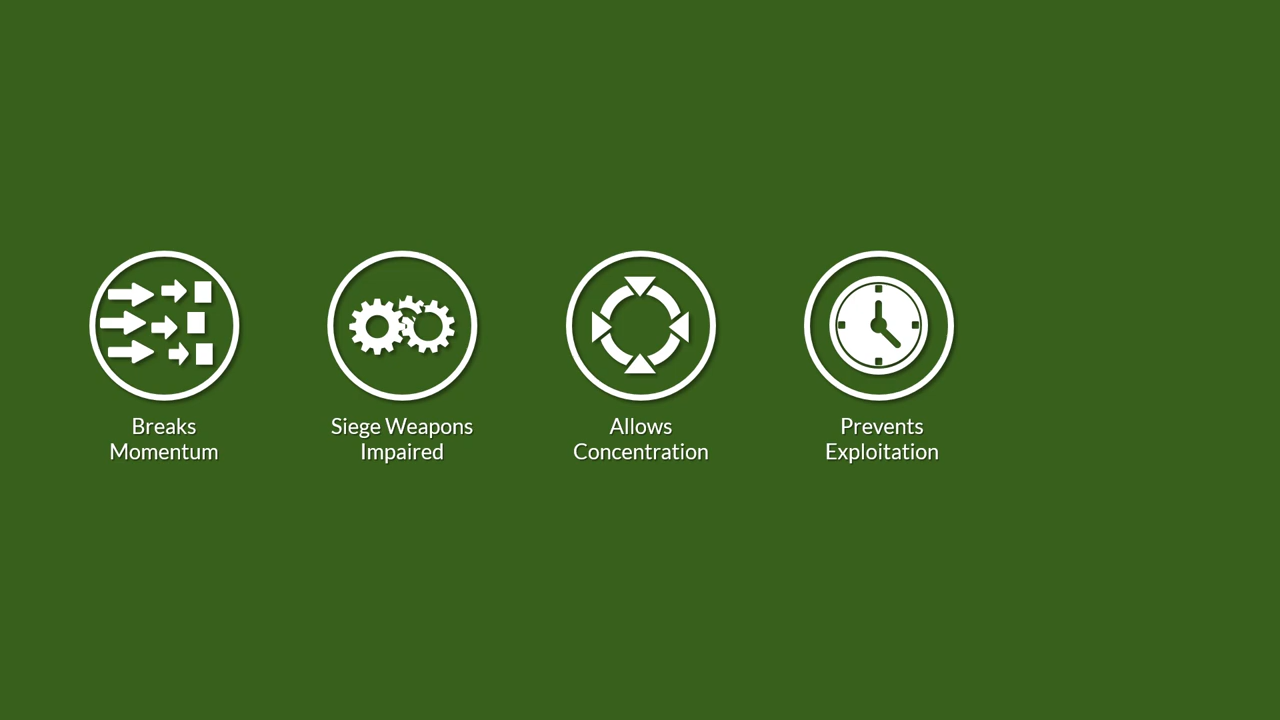 Breaks
Momentum
Siege Weapons
Impaired
Allows
Concentration
Prevents
Exploitation